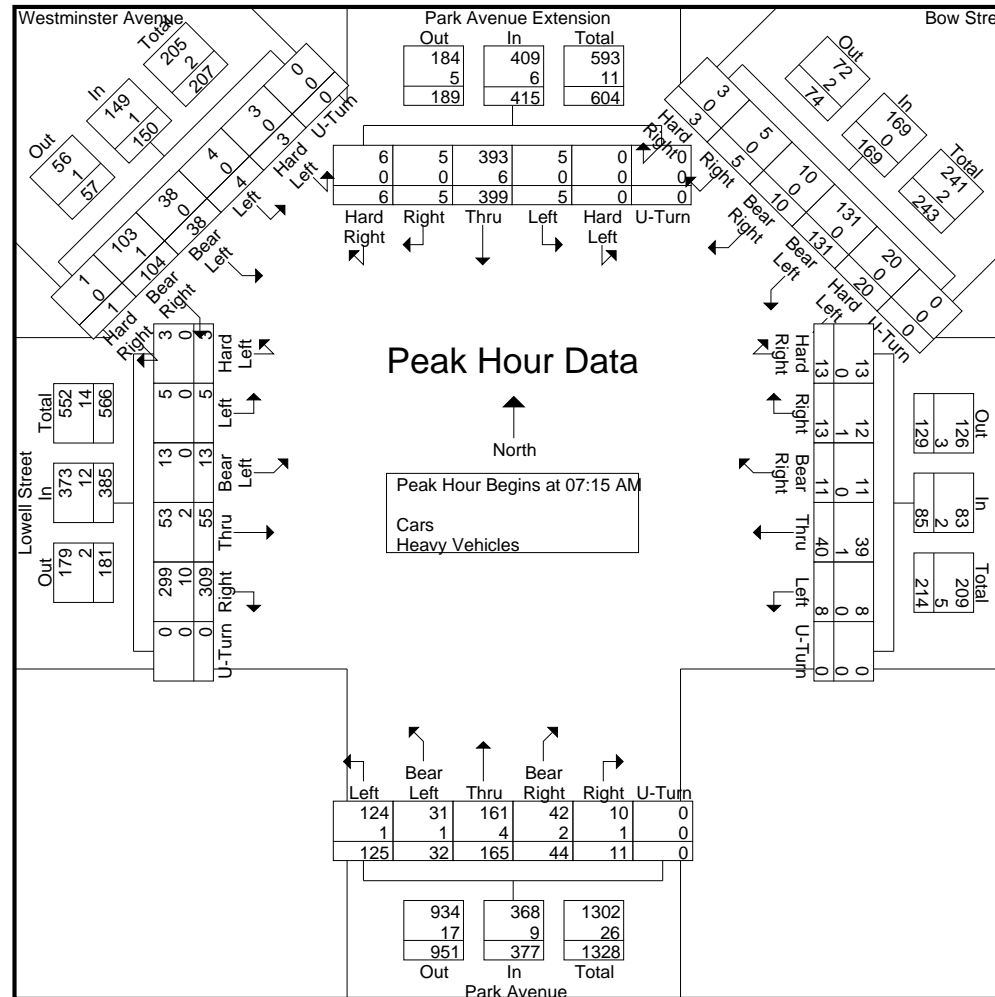 Westminster Avenue
Park Avenue Extension
Bow Stre
Out In Total
184 409 593
5 6 11
189 415 604
6 5 393 5 0 0
0 0 6 0 0 0
6 5 399 5 0 0
Hard Right Right Thru Left Hard Left U-Turn
Out In Total
56 149 205
1 1 2
57 150 207
1 103 38 4 3 0
0 1 0 0 0 0
1 104 38 4 3 0
Hard Right Bear Right Bear Left Left Hard Left U-Turn
Out In Total
72 169 241
2 0 2
74 169 243
3 5 10 131 20 0
0 0 0 0 0 0
3 5 10 131 20 0
Hard Right Right Bear Right Bear Left Hard Left U-Turn
Peak Hour Data
North
Peak Hour Begins at 07:15 AM
Cars
Heavy Vehicles
Lowell Street
Out In Total
179 373 552
2 12 14
181 385 566
3 5 13 53 299 0
0 0 0 2 10 0
3 5 13 55 309 0
Hard Left Left Bear Left Thru Right U-Turn
Out In Total
126 83 209
3 2 5
129 85 214
13 12 11 39 8 0
0 1 0 1 0 0
13 13 11 40 8 0
Hard Right Right Bear Right Thru Left U-Turn
Left Bear Left Thru Bear Right Right U-Turn
124 31 161 42 10 0
1 1 4 2 1 0
125 32 165 44 11 0
934 368 1302
17 9 26
951 377 1328
Out In Total
Park Avenue